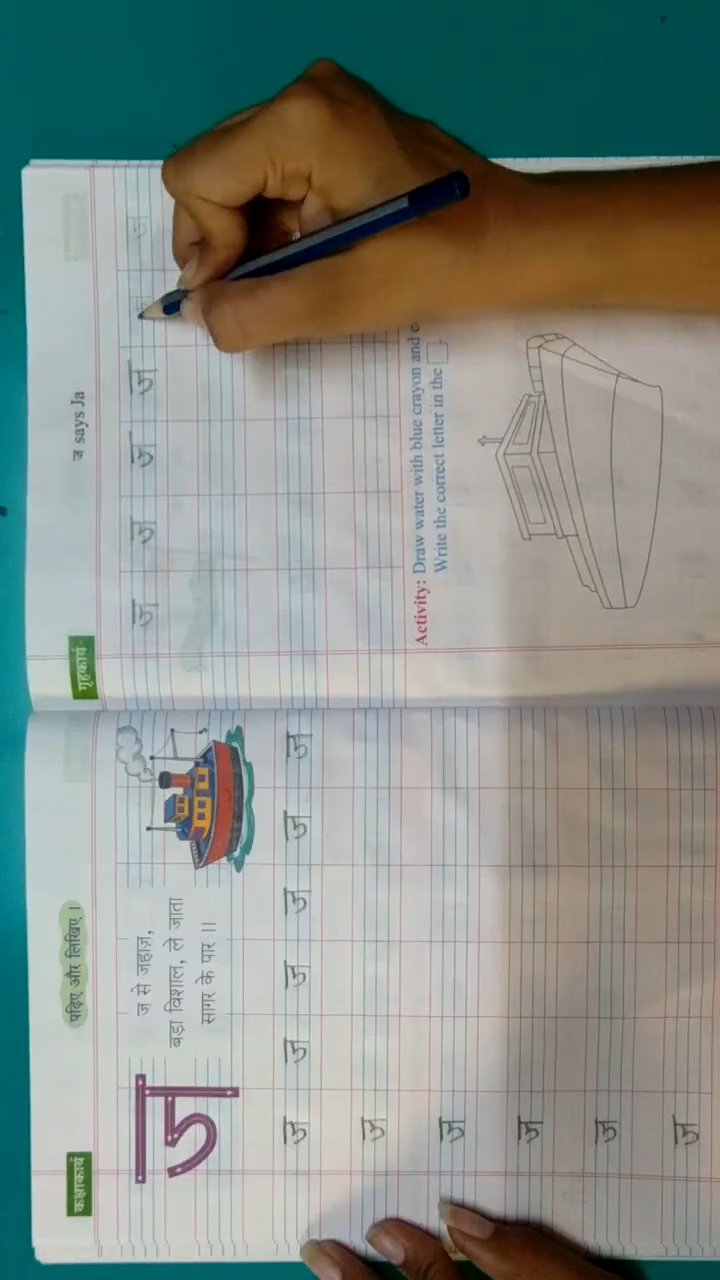 कक्षाकार्य
पढ़िए और लिखिए ।
ज
ज से जहाज़,
बड़ा विशाल, ले जाता
सागर के पार ।।
ज ज ज ज ज ज
ज
ज
ज
ज
ज
गृहकार्य
ज says Ja
ज ज ज ज ज ज
Activity: Draw water with blue crayon and
Write the correct letter in the